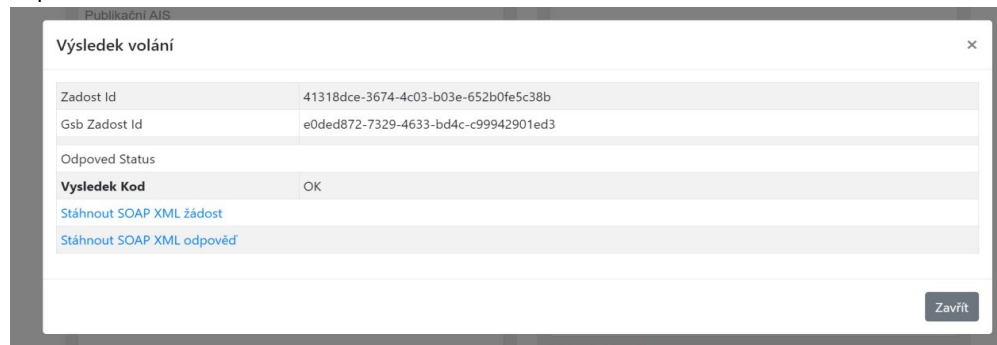 Publikační AIS
Výsledek volání ×
Zadost Id 41318dce-3674-4c03-b03e-652b0fe5c38b
Gsb Zadost Id e0ded872-7329-4633-bd4c-c99942901ed3
Odpoved Status
Vysledek Kod OK
Stáhnout SOAP XML žádost
Stáhnout SOAP XML odpověď
Zavřít